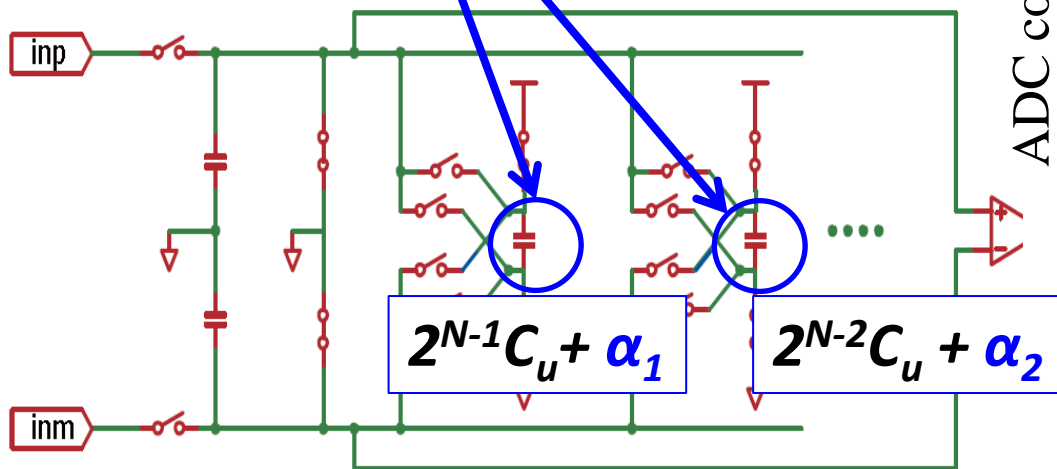 inp
ADC co
2^{N-1}C_u + α_1
2^{N-2}C_u + α_2
inm